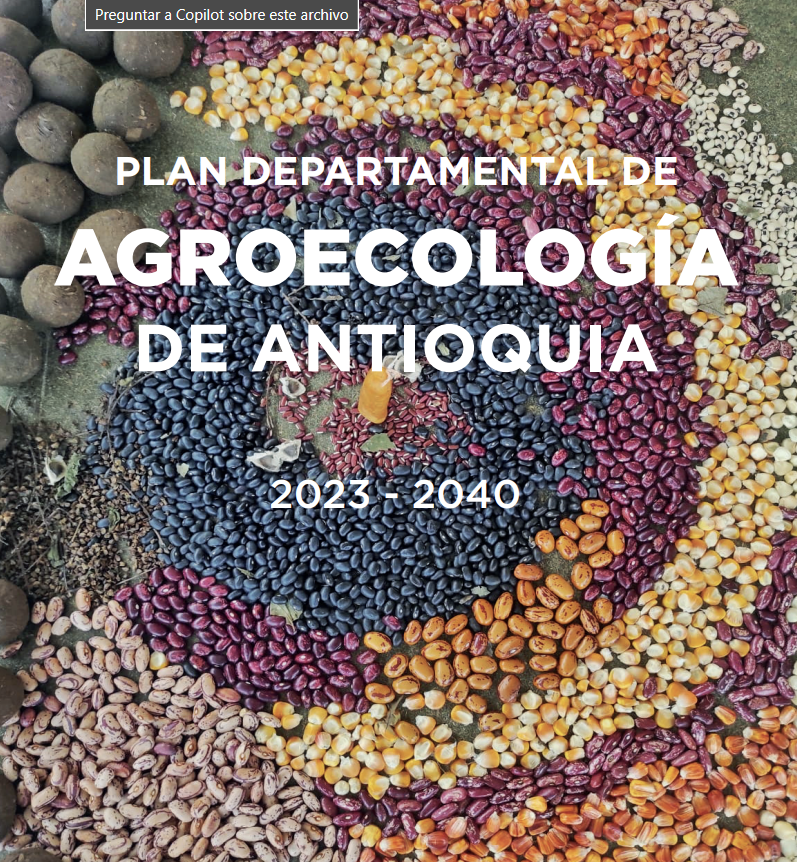 Preguntar a Copilot sobre este archivo
PLAN DEPARTAMENTAL DE
AGROECOLOGÍA
DE ANTIOQUIA
2023 - 2040